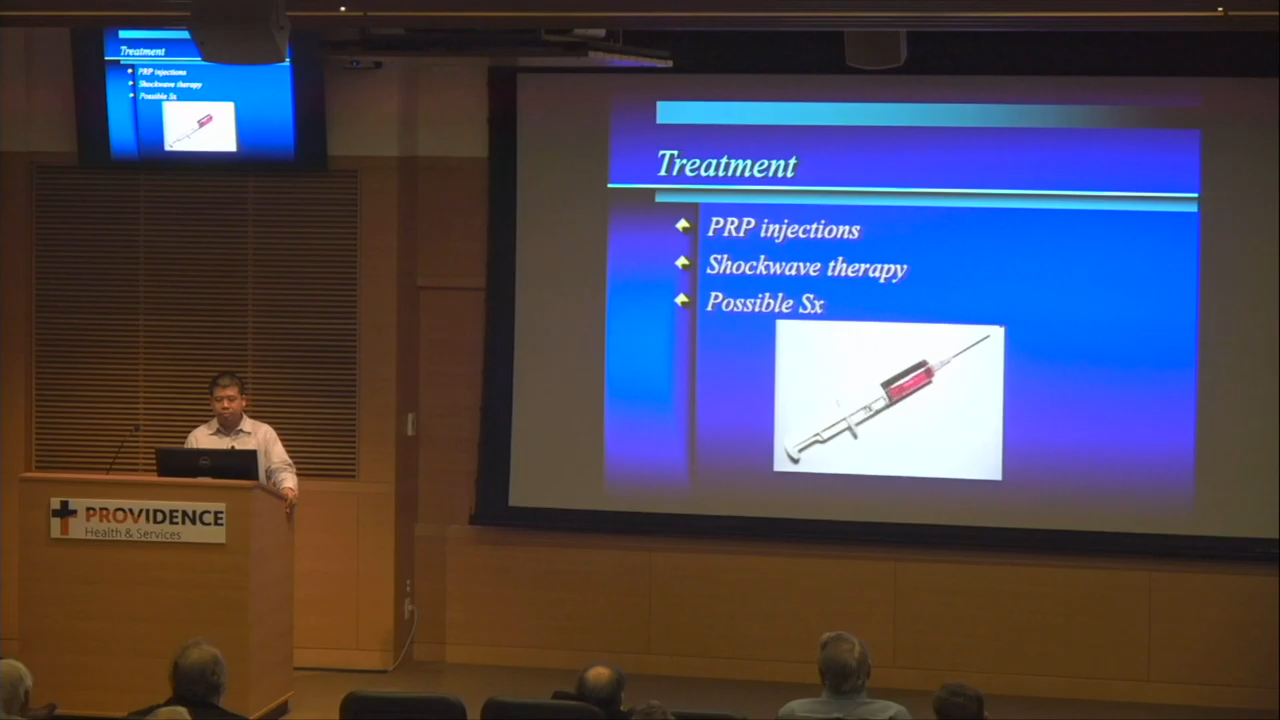 Treatment
PRP injections
Shockwave therapy
Possible Sx
Treatment
PRP injections
Shockwave therapy
Possible Sx
PROVIDENCE
Health & Services